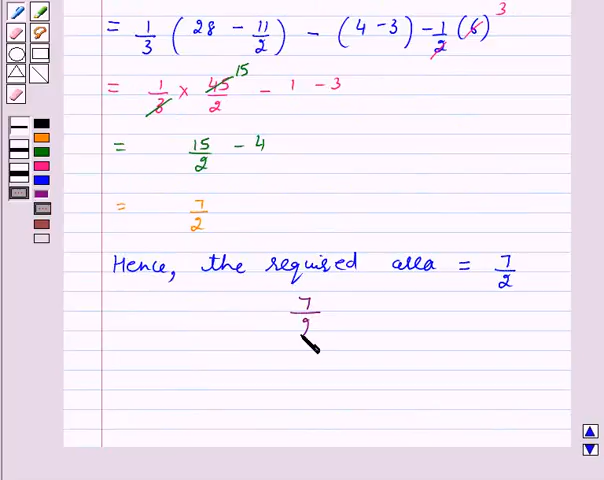 = 1/3 ( 28 - 11/2 ) - ( 4 - 3 ) - 1/2 (6) 3
= 1/3 × 45/2 15 - 1 - 3
= 15/2 - 4
= 7/2
Hence, the required area = 7/2
7/2